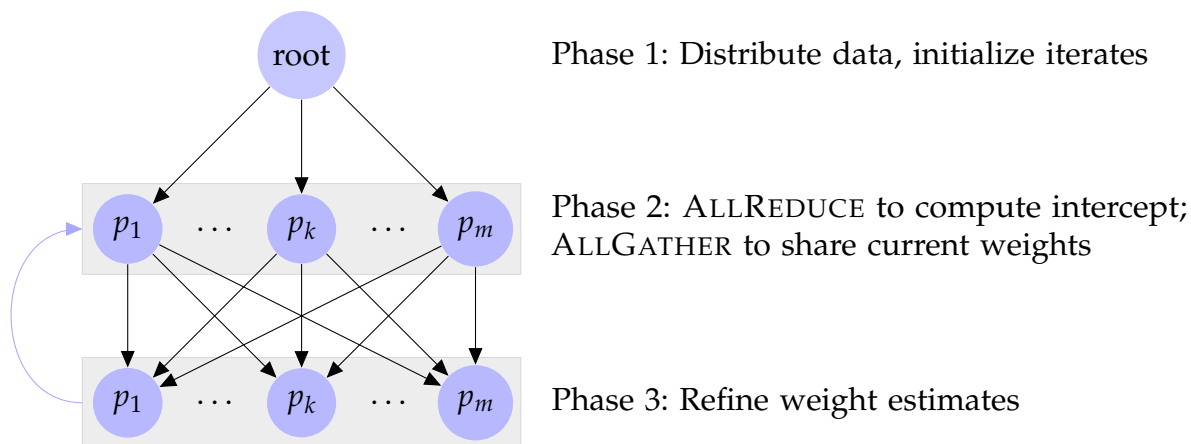 root
Phase 1: Distribute data, initialize iterates
p₁ ⋯ pₖ ⋯ pₘ
Phase 2: ALLREDUCE to compute intercept;
ALLGATHER to share current weights
p₁ ⋯ pₖ ⋯ pₘ
Phase 3: Refine weight estimates